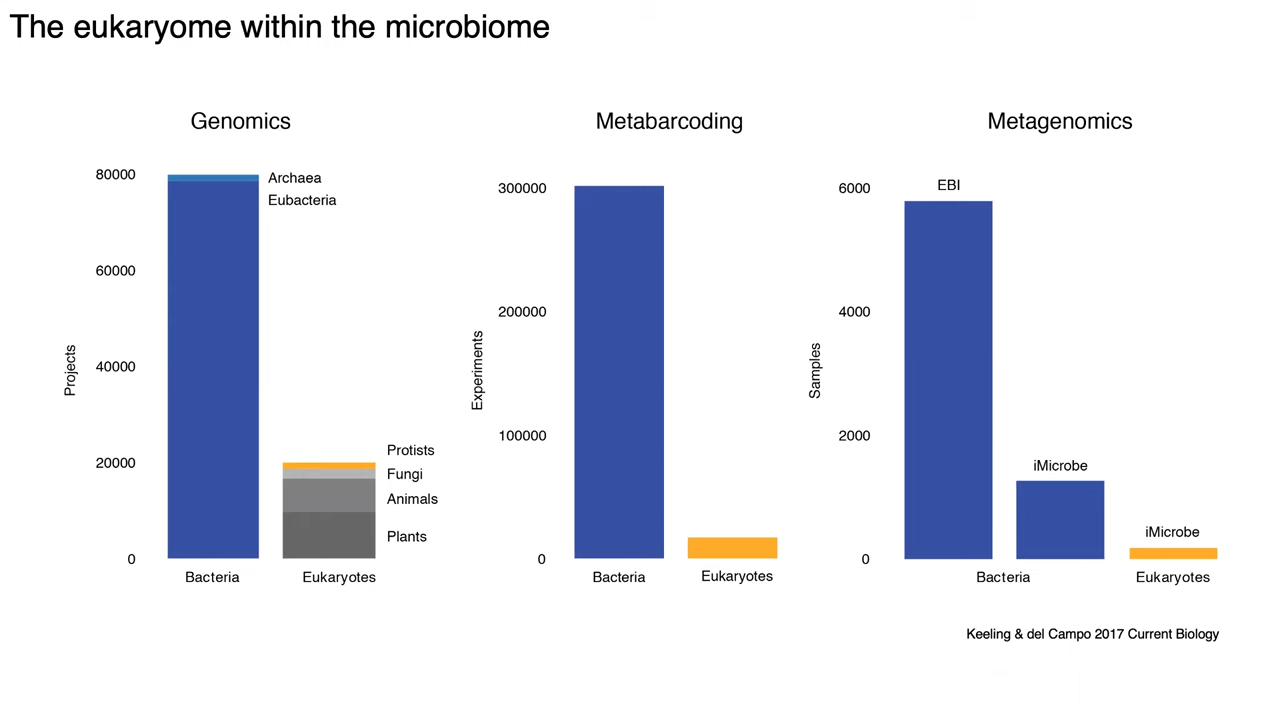 The eukaryome within the microbiome
Genomics
80000
60000
40000
20000
0
Projects
Archaea
Eubacteria
Protists
Fungi
Animals
Plants
Bacteria
Eukaryotes
Metabarcoding
300000
200000
100000
0
Experiments
Bacteria
Eukaryotes
Metagenomics
6000
4000
2000
0
Samples
EBI
iMicrobe
iMicrobe
Bacteria
Eukaryotes
Keeling & del Campo 2017 Current Biology